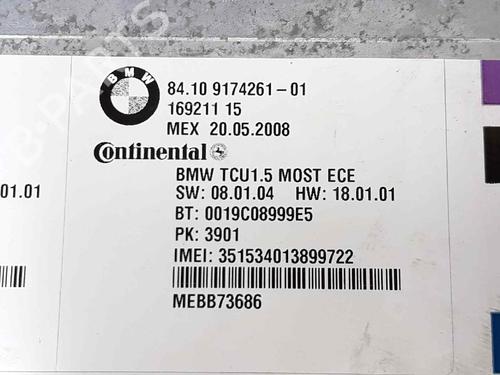 BMW
84.10 9174261-01
169211 15
MEX 20.05.2008
Continental
BMW TCU1.5 MOST ECE
SW: 08.01.04 HW: 18.01.01
.01.01
BT: 0019C08999E5
PK: 3901
IMEI: 351534013899722
MEBB73686
B-PARTS